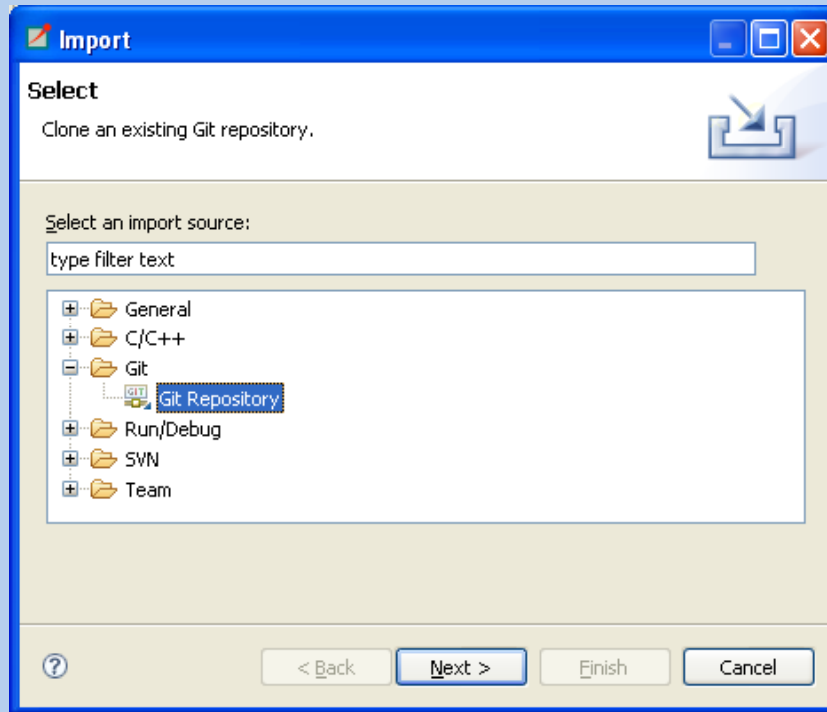 Import
Select
Clone an existing Git repository.
Select an import source:
type filter text
General
C/C++
Git
GIT Git Repository
Run/Debug
SVN
Team
? < Back Next > Finish Cancel